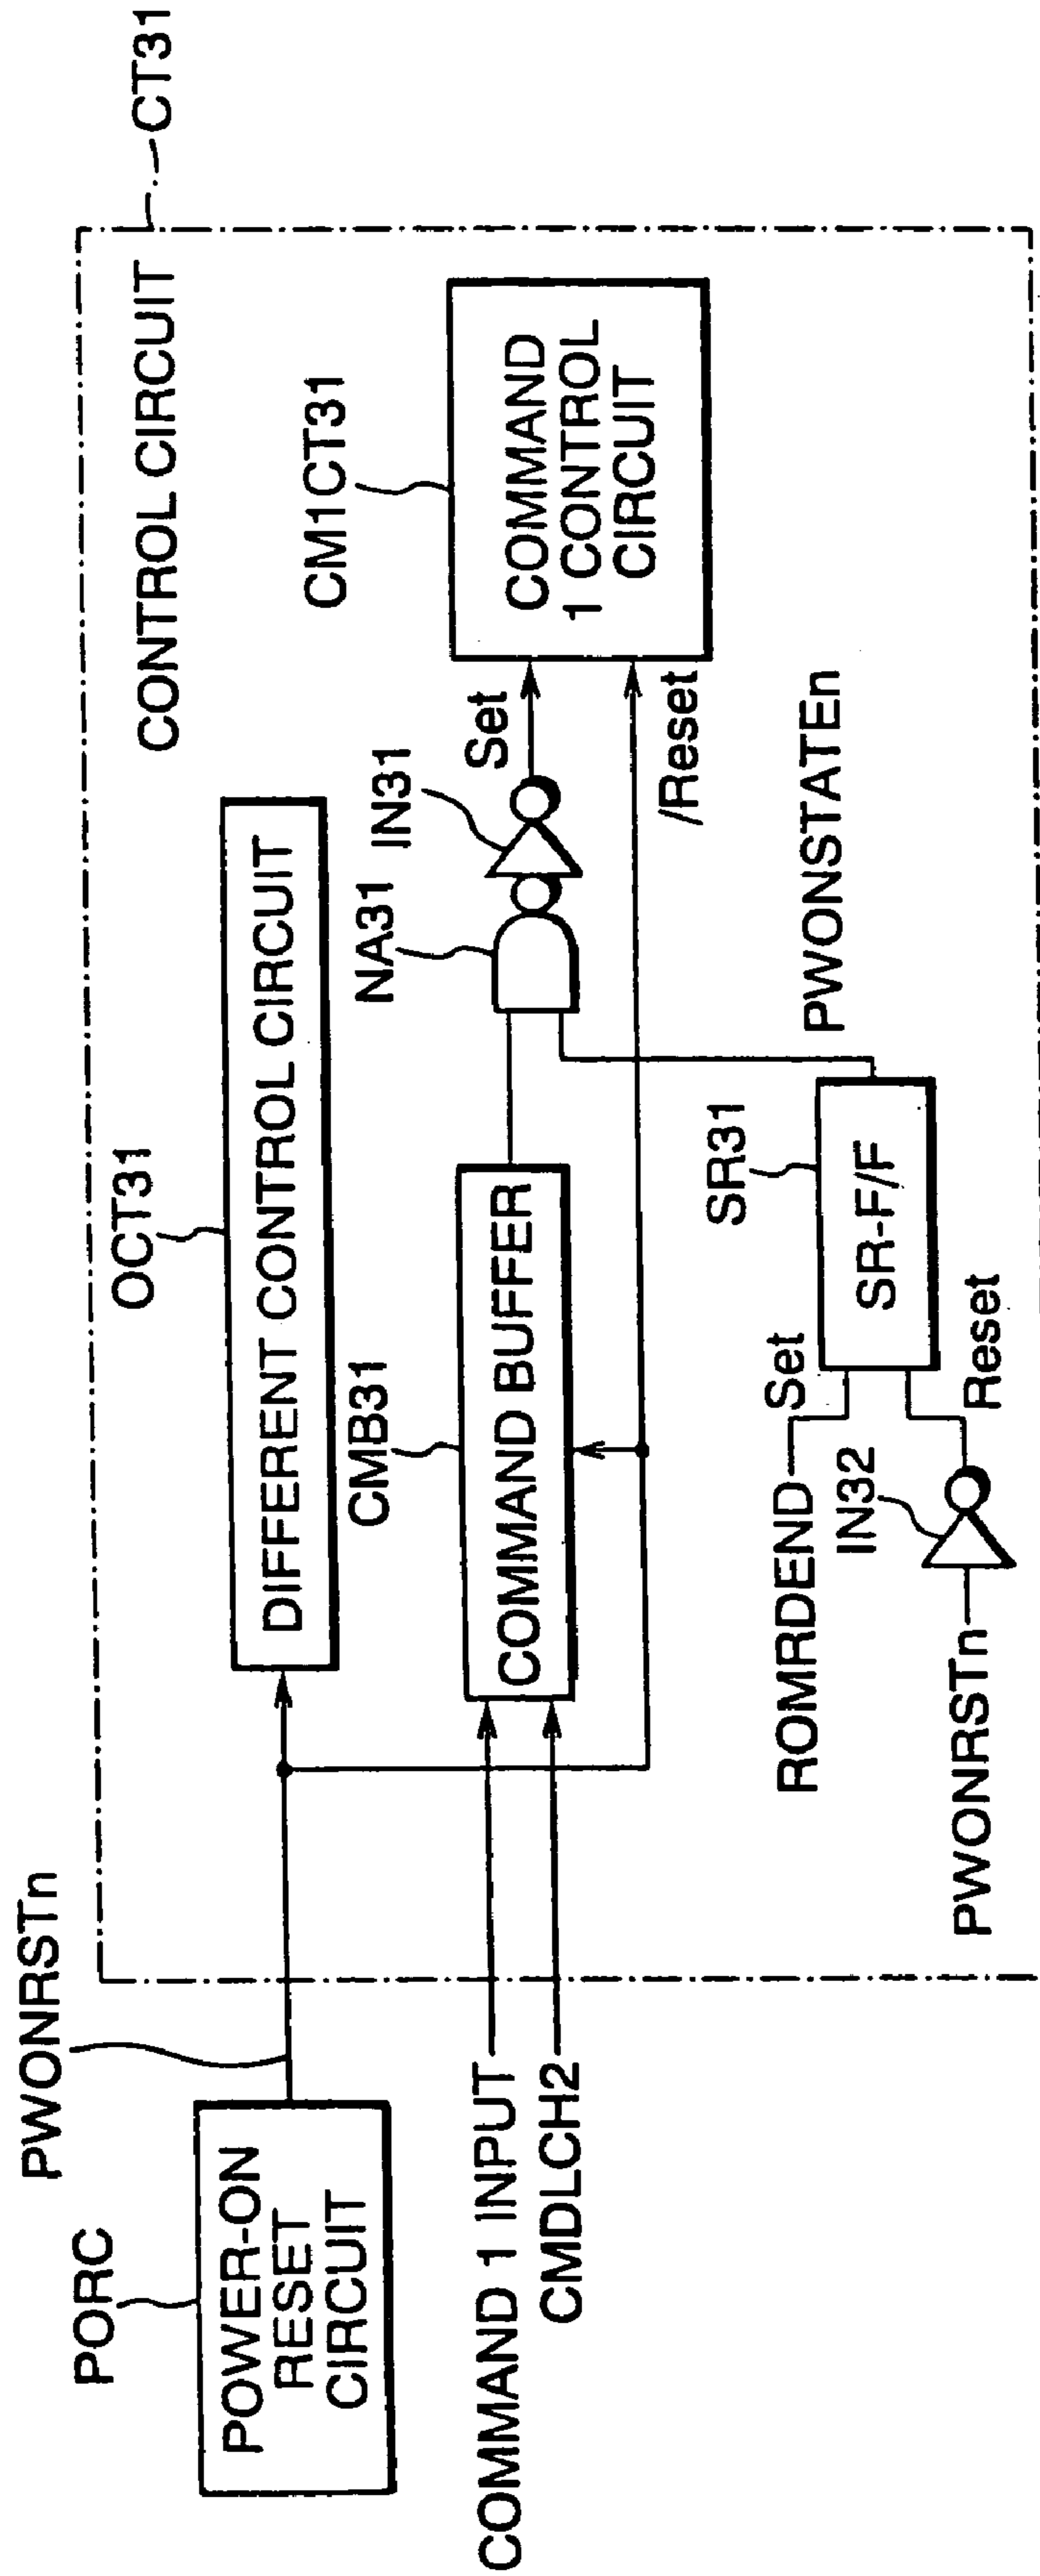 PORC
POWER-ON
RESET
CIRCUIT
PWONRSTn
COMMAND 1 INPUT
CMDLCH2
CT31
CONTROL CIRCUIT
OCT31
DIFFERENT CONTROL CIRCUIT
CMB31
COMMAND BUFFER
NA31
IN31
Set
/Reset
CM1CT31
COMMAND
1 CONTROL
CIRCUIT
ROMRDEND
Set
IN32
PWONRSTn
Reset
SR31
SR-F/F
PWONSTATEn